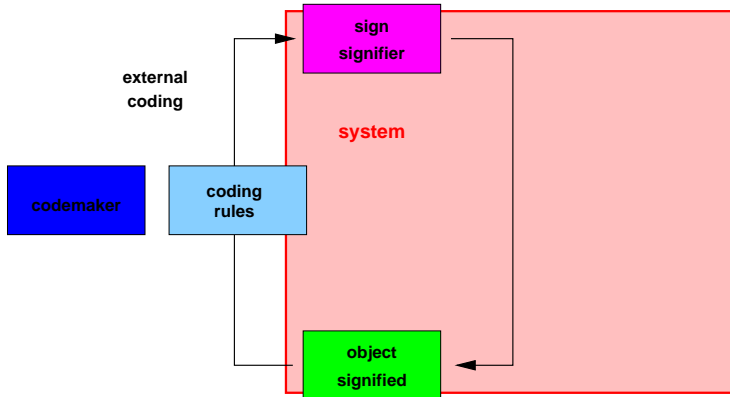 sign
signifier
external
coding
system
codemaker
coding
rules
object
signified